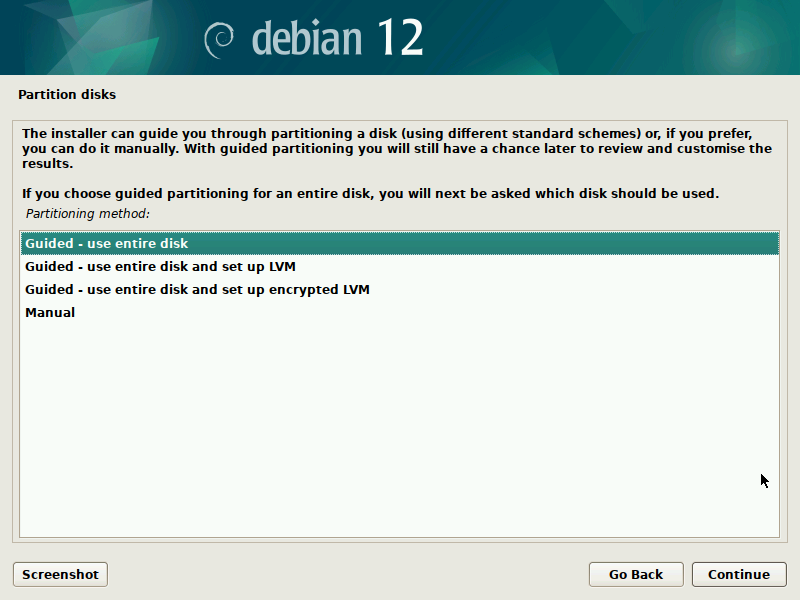 debian 12
Partition disks
The installer can guide you through partitioning a disk (using different standard schemes) or, if you prefer,
you can do it manually. With guided partitioning you will still have a chance later to review and customise the
results.
If you choose guided partitioning for an entire disk, you will next be asked which disk should be used.
Partitioning method:
Guided - use entire disk
Guided - use entire disk and set up LVM
Guided - use entire disk and set up encrypted LVM
Manual
Screenshot
Go Back
Continue